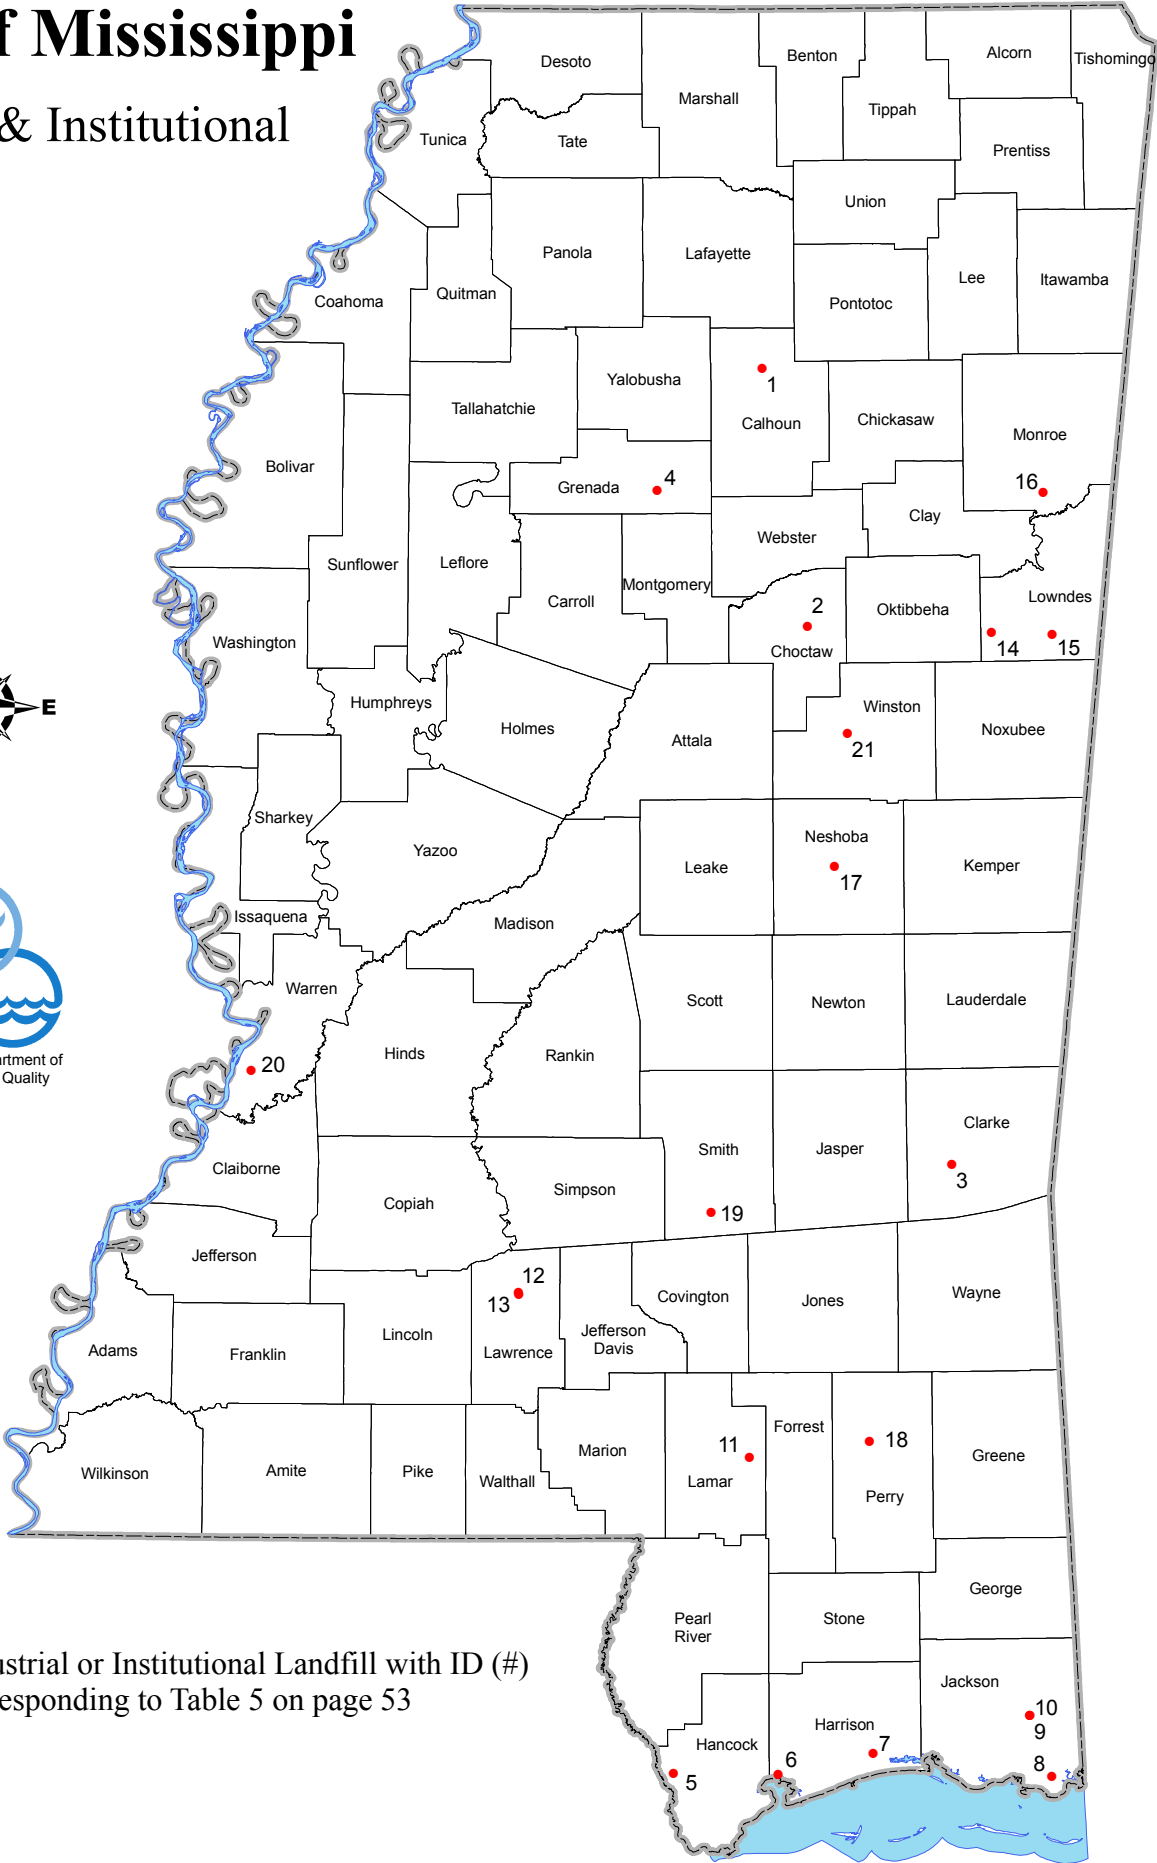 f Mississippi
& Institutional
Desoto
Marshall
Benton
Tippah
Alcorn
Tishomingo
Tunica
Tate
Prentiss
Union
Panola
Lafayette
Coahoma
Quitman
Pontotoc
Lee
Itawamba
1
Tallahatchie
Yalobusha
Calhoun
Chickasaw
Monroe
Bolivar
Grenada
4
16
Clay
Webster
Sunflower
Leflore
Carroll
Montgomery
2
Oktibbeha
Lowndes
Washington
Choctaw
14
15
Humphreys
Holmes
Attala
Winston
Noxubee
21
E
Sharkey
Yazoo
Leake
Neshoba
17
Kemper
Issaquena
Madison
Warren
Scott
Newton
Lauderdale
Hinds
Rankin
artment of
Quality
20
Claiborne
Copiah
Simpson
Smith
Jasper
Clarke
3
19
Jefferson
12
13
Covington
Jones
Wayne
Adams
Franklin
Lincoln
Lawrence
Jefferson
Davis
Wilkinson
Amite
Pike
Walthall
Marion
11
Lamar
Forrest
18
Perry
Greene
George
Pearl
River
Stone
ustrial or Institutional Landfill with ID (#)
responding to Table 5 on page 53
Jackson
10
9
Hancock
Harrison
7
6
5
8